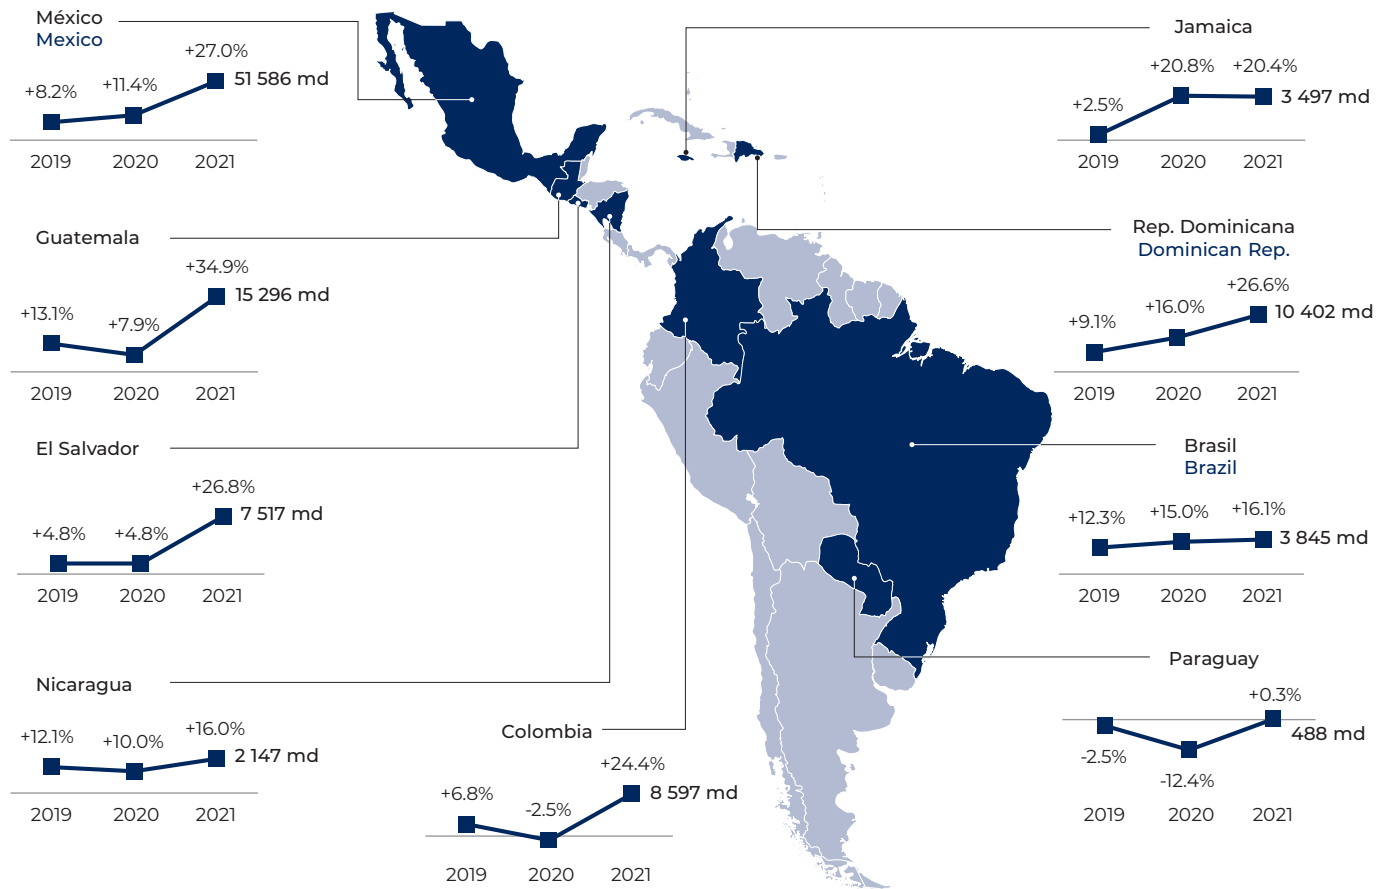 México
Mexico
+8.2%
+11.4%
+27.0%
51 586 md
2019
2020
2021
Guatemala
+13.1%
+7.9%
+34.9%
15 296 md
2019
2020
2021
El Salvador
+4.8%
+4.8%
+26.8%
7 517 md
2019
2020
2021
Nicaragua
+12.1%
+10.0%
+16.0%
2 147 md
2019
2020
2021
Colombia
+6.8%
-2.5%
+24.4%
8 597 md
2019
2020
2021
Jamaica
+2.5%
+20.8%
+20.4%
3 497 md
2019
2020
2021
Rep. Dominicana
Dominican Rep.
+9.1%
+16.0%
+26.6%
10 402 md
2019
2020
2021
Brasil
Brazil
+12.3%
+15.0%
+16.1%
3 845 md
2019
2020
2021
Paraguay
-2.5%
-12.4%
+0.3%
488 md
2019
2020
2021